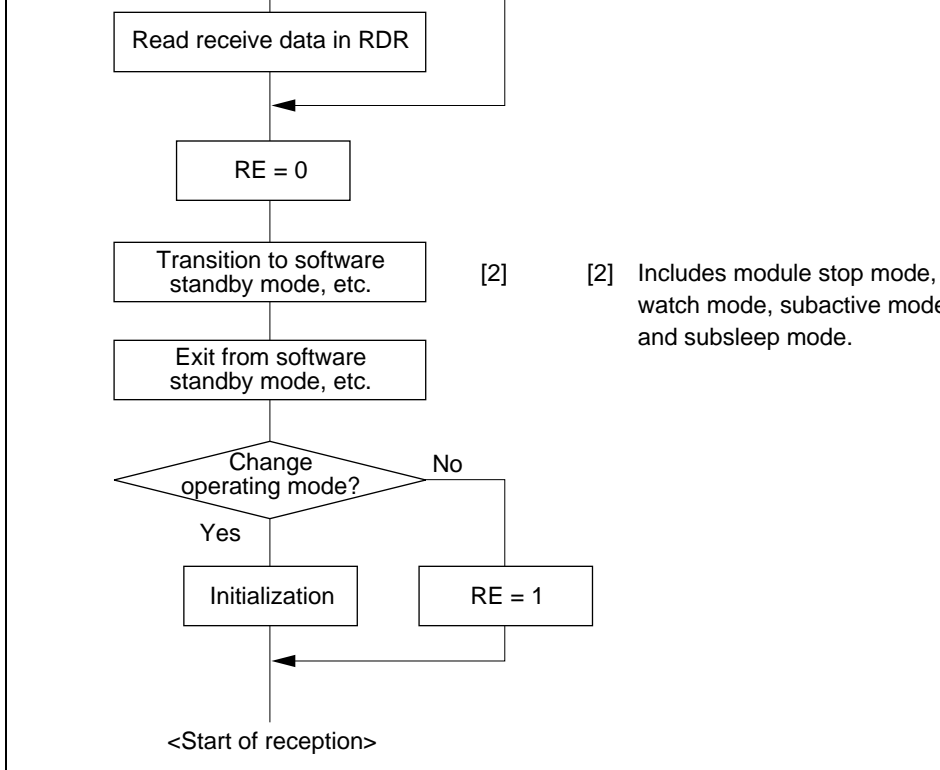 Read receive data in RDR
RE = 0
Transition to software
standby mode, etc.
[2]
[2] Includes module stop mode,
watch mode, subactive mode
and subsleep mode.
Exit from software
standby mode, etc.
Change
operating mode?
No
Yes
Initialization
RE = 1
<Start of reception>